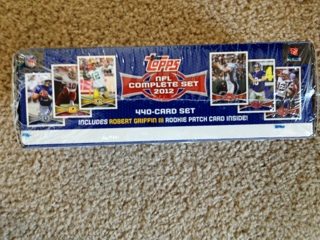 Topps
NFL
COMPLETE SET
2012
440-CARD SET
INCLUDES ROBERT GRIFFIN III ROOKIE PATCH CARD INSIDE!